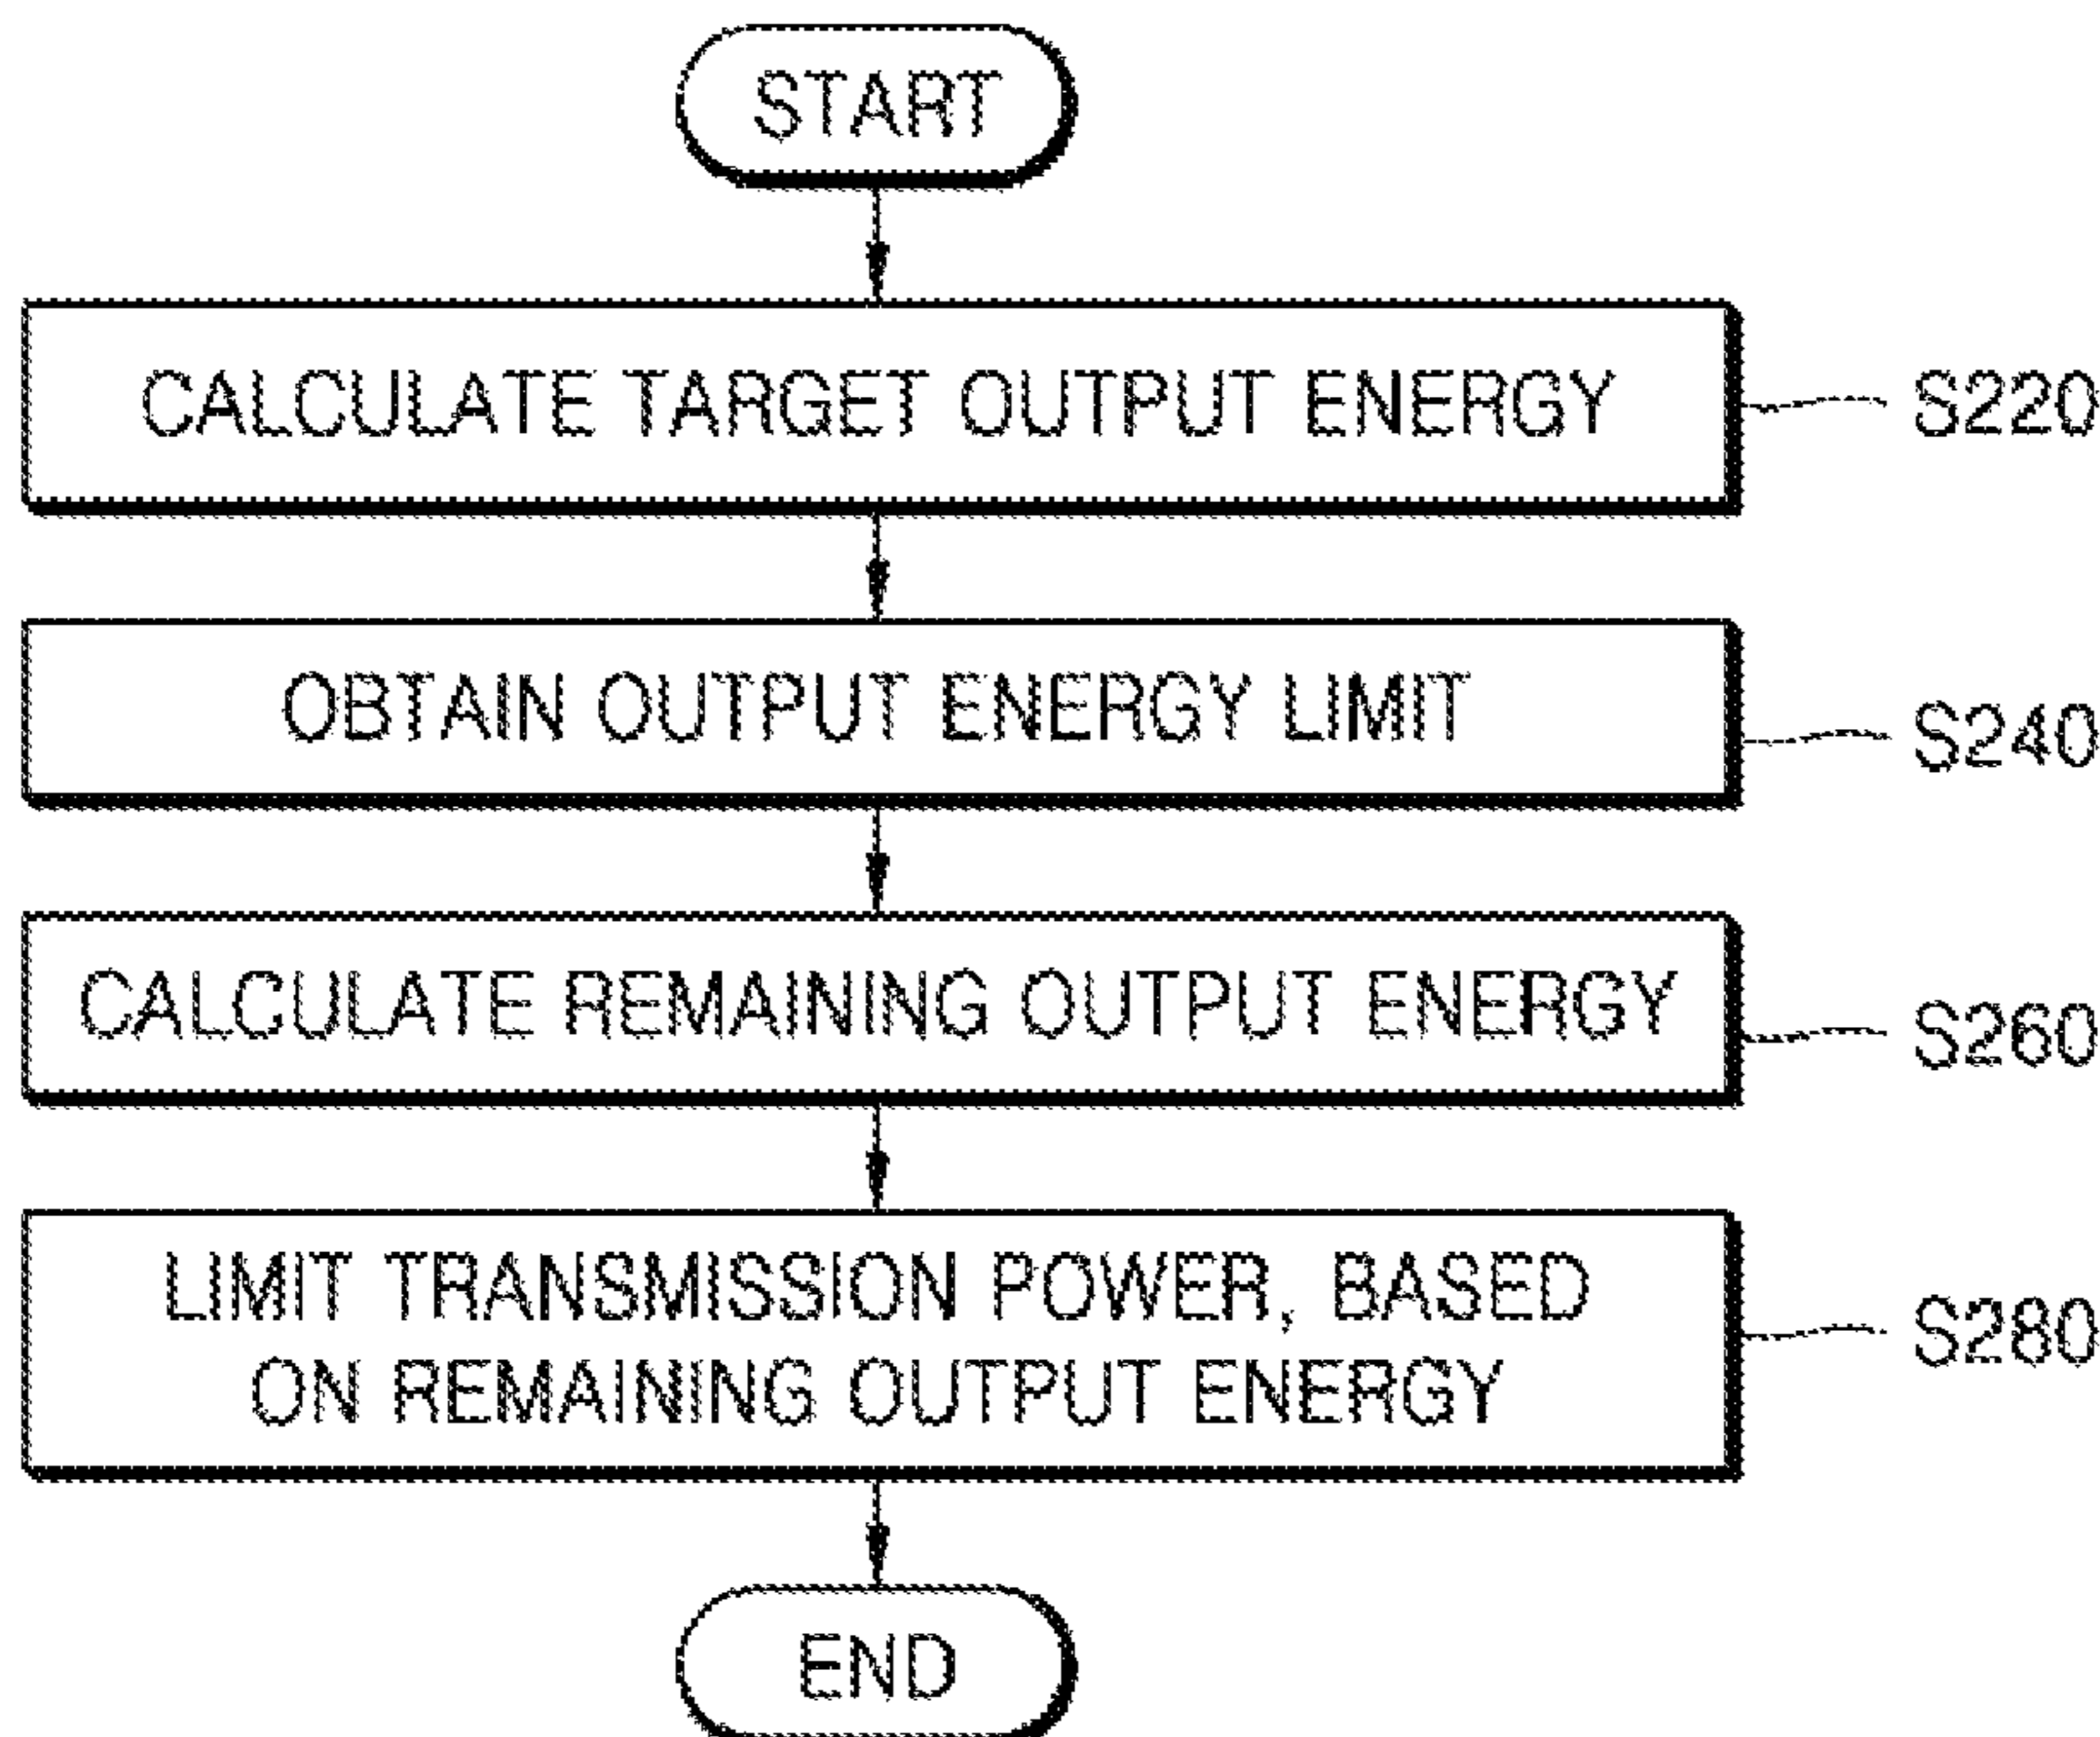 START
CALCULATE TARGET OUTPUT ENERGY
S220
OBTAIN OUTPUT ENERGY LIMIT
S240
CALCULATE REMAINING OUTPUT ENERGY
S260
LIMIT TRANSMISSION POWER, BASED
ON REMAINING OUTPUT ENERGY
S280
END